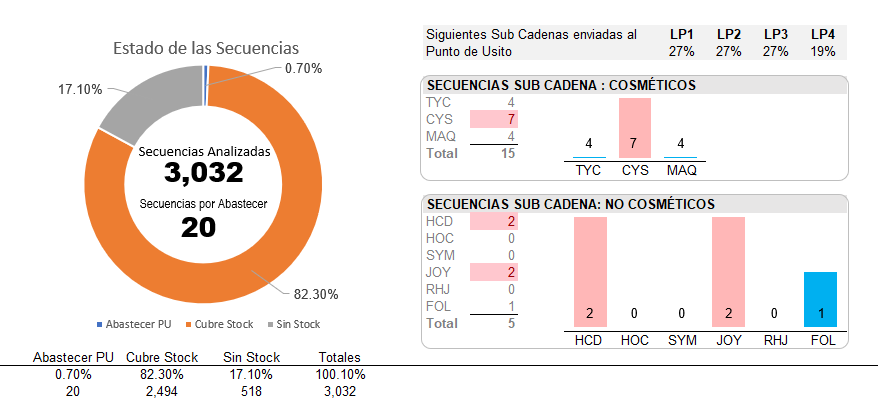 Estado de las Secuencias
0.70%
17.10%
Secuencias Analizadas
3,032
Secuencias por Abastecer
20
82.30%
Abastecer PU Cubre Stock Sin Stock
Abastecer PU Cubre Stock Sin Stock Totales
0.70% 82.30% 17.10% 100.10%
20 2,494 518 3,032
Siguientes Sub Cadenas enviadas al LP1 LP2 LP3 LP4
Punto de Usito 27% 27% 27% 19%
SECUENCIAS SUB CADENA : COSMÉTICOS
TYC 4
CYS 7
MAQ 4
Total 15
4 7 4
TYC CYS MAQ
SECUENCIAS SUB CADENA: NO COSMÉTICOS
HCD 2
HOC 0
SYM 0
JOY 2
RHJ 0
FOL 1
Total 5
2 0 0 2 0 1
HCD HOC SYM JOY RHJ FOL